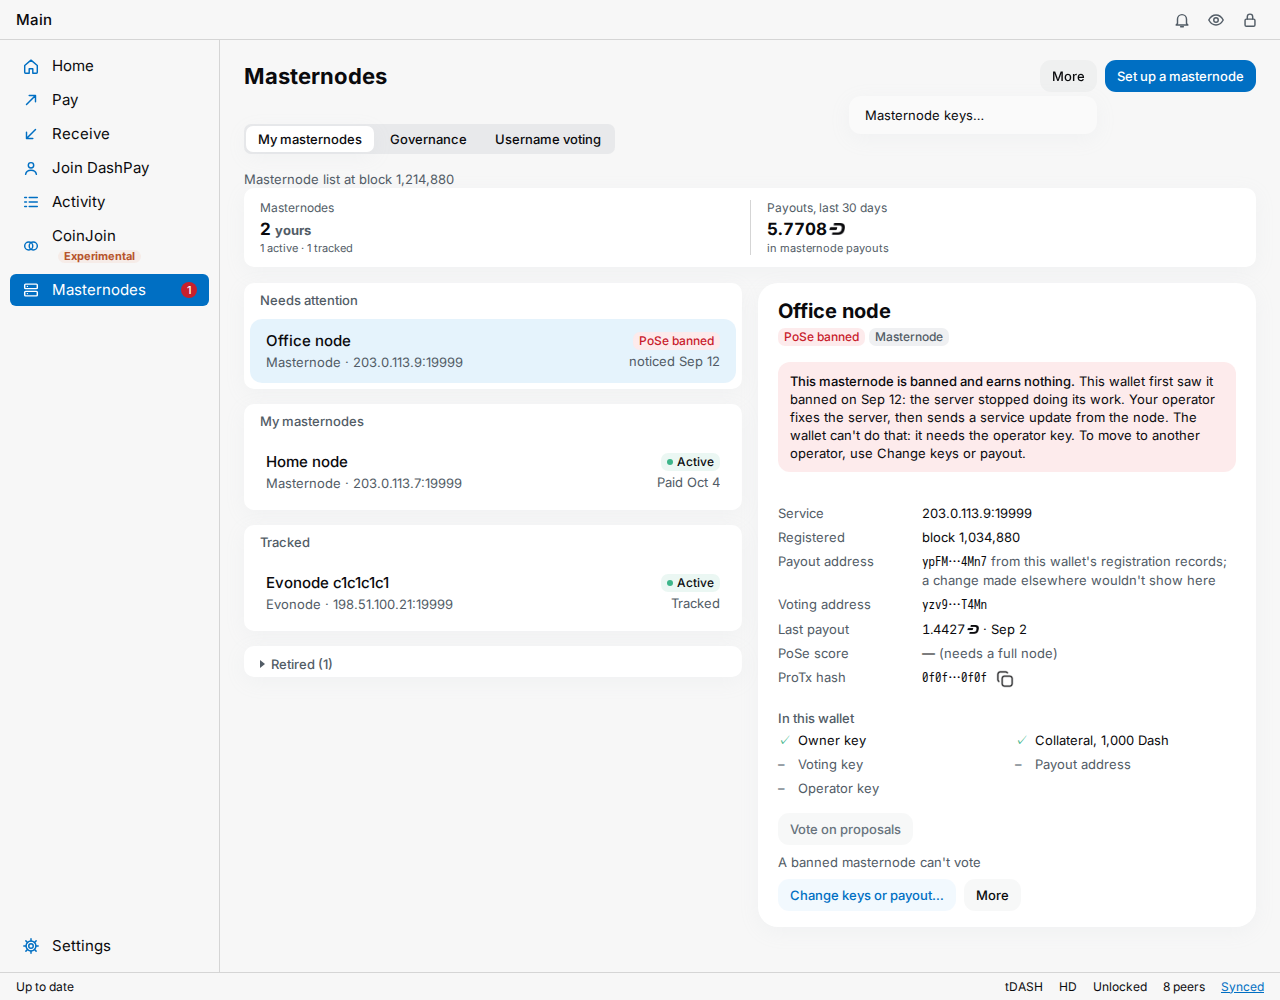 Main
Home
Pay
Receive
Join DashPay
Activity
CoinJoin
Experimental
Masternodes
1
Settings
Masternodes
More
Set up a masternode
Masternode keys...
My masternodes
Governance
Username voting
Masternode list at block 1,214,880
Masternodes
2 yours
1 active · 1 tracked
Payouts, last 30 days
5.7708
in masternode payouts
Needs attention
Office node
PoSe banned
Masternode · 203.0.113.9:19999
noticed Sep 12
My masternodes
Home node
Active
Masternode · 203.0.113.7:19999
Paid Oct 4
Tracked
Evonode c1c1c1c1
Active
Evonode · 198.51.100.21:19999
Tracked
Retired (1)
Office node
PoSe banned
Masternode
This masternode is banned and earns nothing. This wallet first saw it
banned on Sep 12: the server stopped doing its work. Your operator
fixes the server, then sends a service update from the node. The
wallet can't do that: it needs the operator key. To move to another
operator, use Change keys or payout.
Service 203.0.113.9:19999
Registered block 1,034,880
Payout address ypFM···4Mn7 from this wallet's registration records;
a change made elsewhere wouldn't show here
Voting address yzv9···T4Mn
Last payout 1.4427 · Sep 2
PoSe score — (needs a full node)
ProTx hash 0f0f···0f0f
In this wallet
✓ Owner key
✓ Collateral, 1,000 Dash
– Voting key
– Payout address
– Operator key
Vote on proposals
A banned masternode can't vote
Change keys or payout...
More
Up to date
tDASH
HD
Unlocked
8 peers
Synced